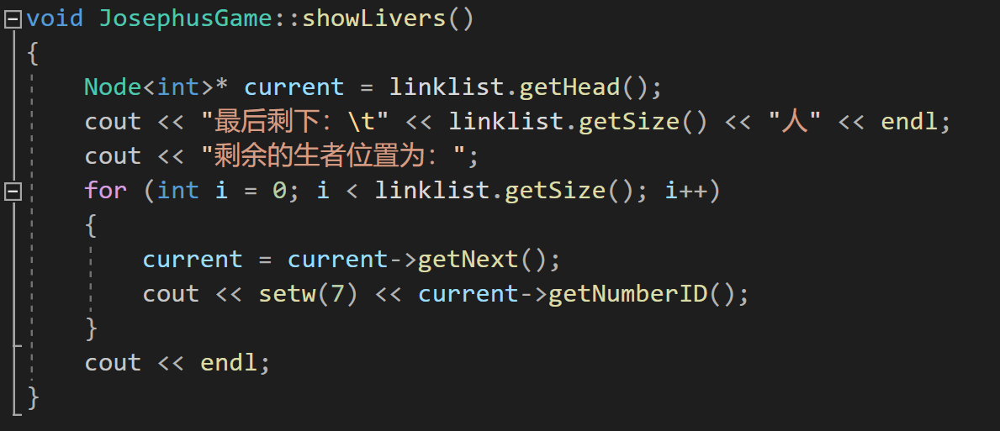 void JosephusGame::showLivers()
{
    Node<int>* current = linklist.getHead();
    cout << "最后剩下：\t" << linklist.getSize() << "人" << endl;
    cout << "剩余的生者位置为：";
    for (int i = 0; i < linklist.getSize(); i++)
    {
        current = current->getNext();
        cout << setw(7) << current->getNumberID();
    }
    cout << endl;
}